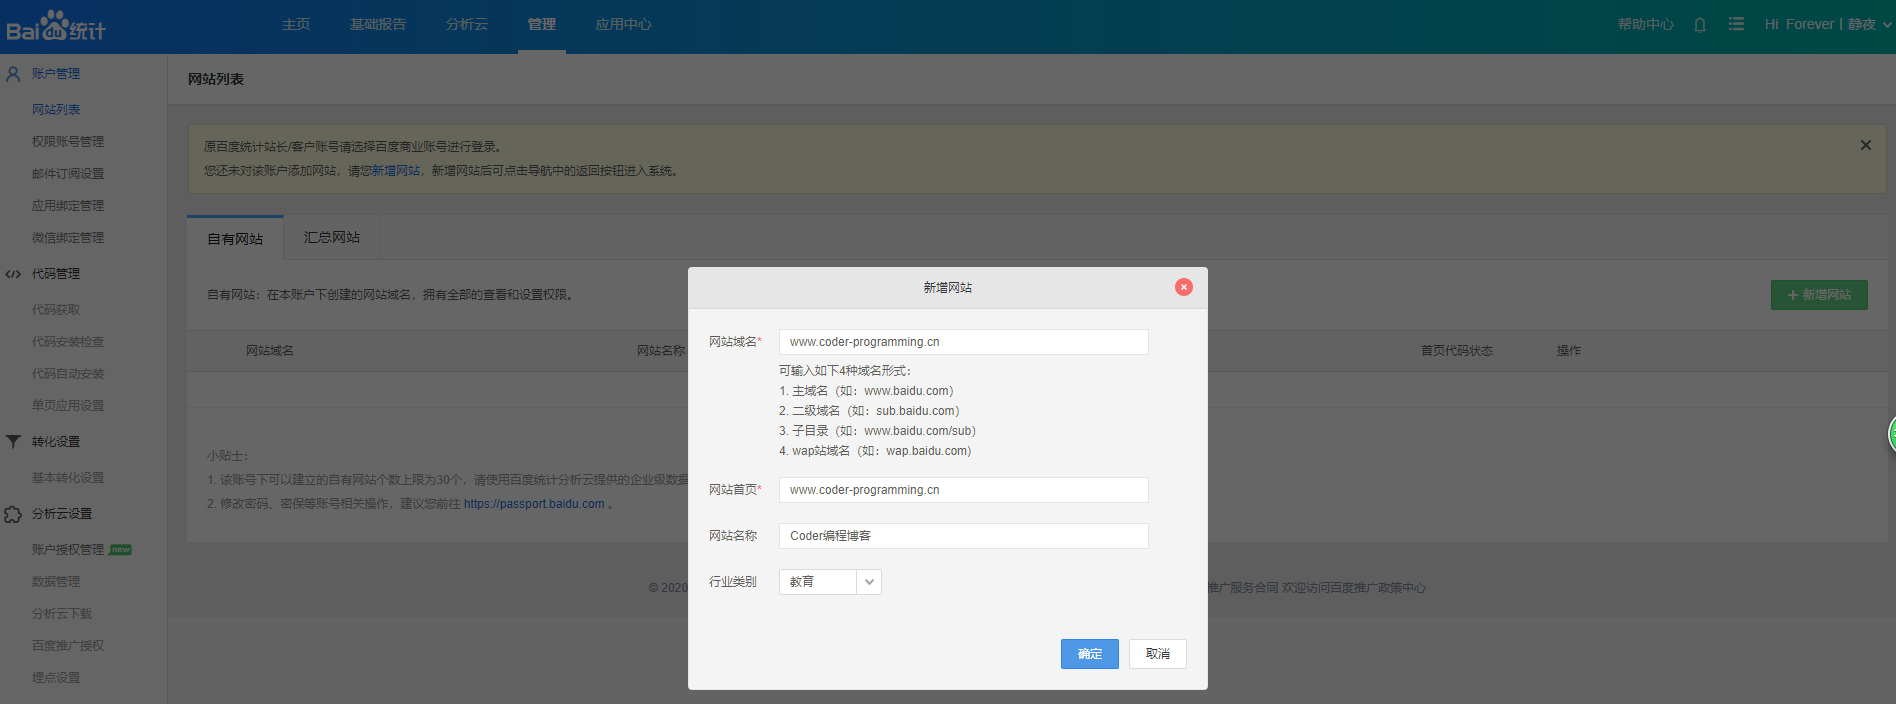 Bai du 统计
主页 基础报告 分析云 管理 应用中心
帮助中心 Hi Forever丨静夜
账户管理
网站列表
权限账号管理
邮件订阅设置
应用绑定管理
微信绑定管理
代码管理
代码获取
代码安装检查
代码自动安装
单页应用设置
转化设置
基本转化设置
分析云设置
账户授权管理 new
数据管理
分析云下载
百度推广授权
埋点设置
网站列表
原百度统计站长/客户账号请选择百度商业账号进行登录。
您还未对该账户添加网站，请您新增网站，新增网站后可点击导航中的返回按钮进入系统。
自有网站 汇总网站
自有网站：在本账户下创建的网站域名，拥有全部的查看和设置权限。
+ 新增网站
网站域名 网站名称 首页代码状态 操作
小贴士：
1. 该账号下可以建立的自有网站个数上限为30个，请使用百度统计分析云提供的企业级数据
2. 修改密码、密保等账号相关操作，建议您前往 https://passport.baidu.com 。
© 2020
推广服务合同 欢迎访问百度推广政策中心
新增网站
网站域名* www.coder-programming.cn
可输入如下4种域名形式：
1. 主域名（如：www.baidu.com）
2. 二级域名（如：sub.baidu.com）
3. 子目录（如：www.baidu.com/sub）
4. wap站域名（如：wap.baidu.com）
网站首页* www.coder-programming.cn
网站名称 Coder编程博客
行业类别 教育
确定 取消